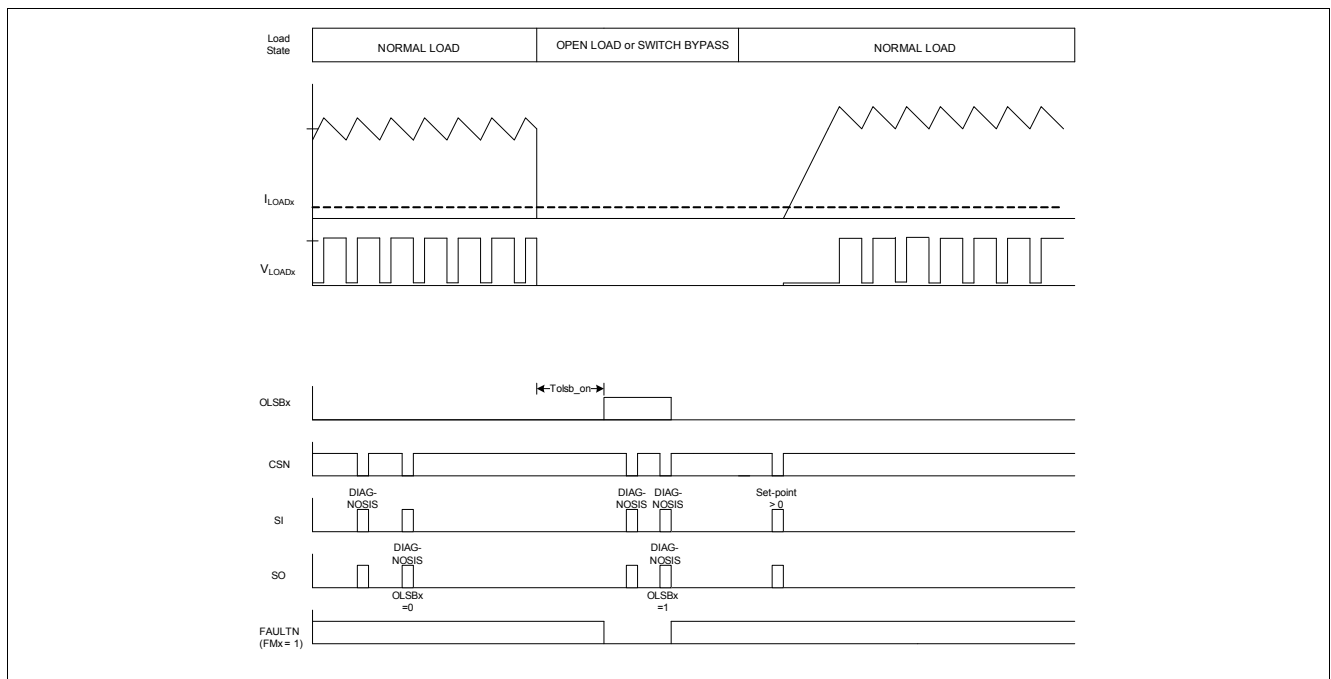 Load
State
NORMAL LOAD
OPEN LOAD or SWITCH BYPASS
NORMAL LOAD
ILOADx
VLOADx
Tolsb_on
OLSBx
CSN
DIAG-
NOSIS
DIAG-
NOSIS
DIAG-
NOSIS
Set-point
> 0
SI
DIAG-
NOSIS
DIAG-
NOSIS
SO
OLSBx
=0
OLSBx
=1
FAULTN
(FMx = 1)